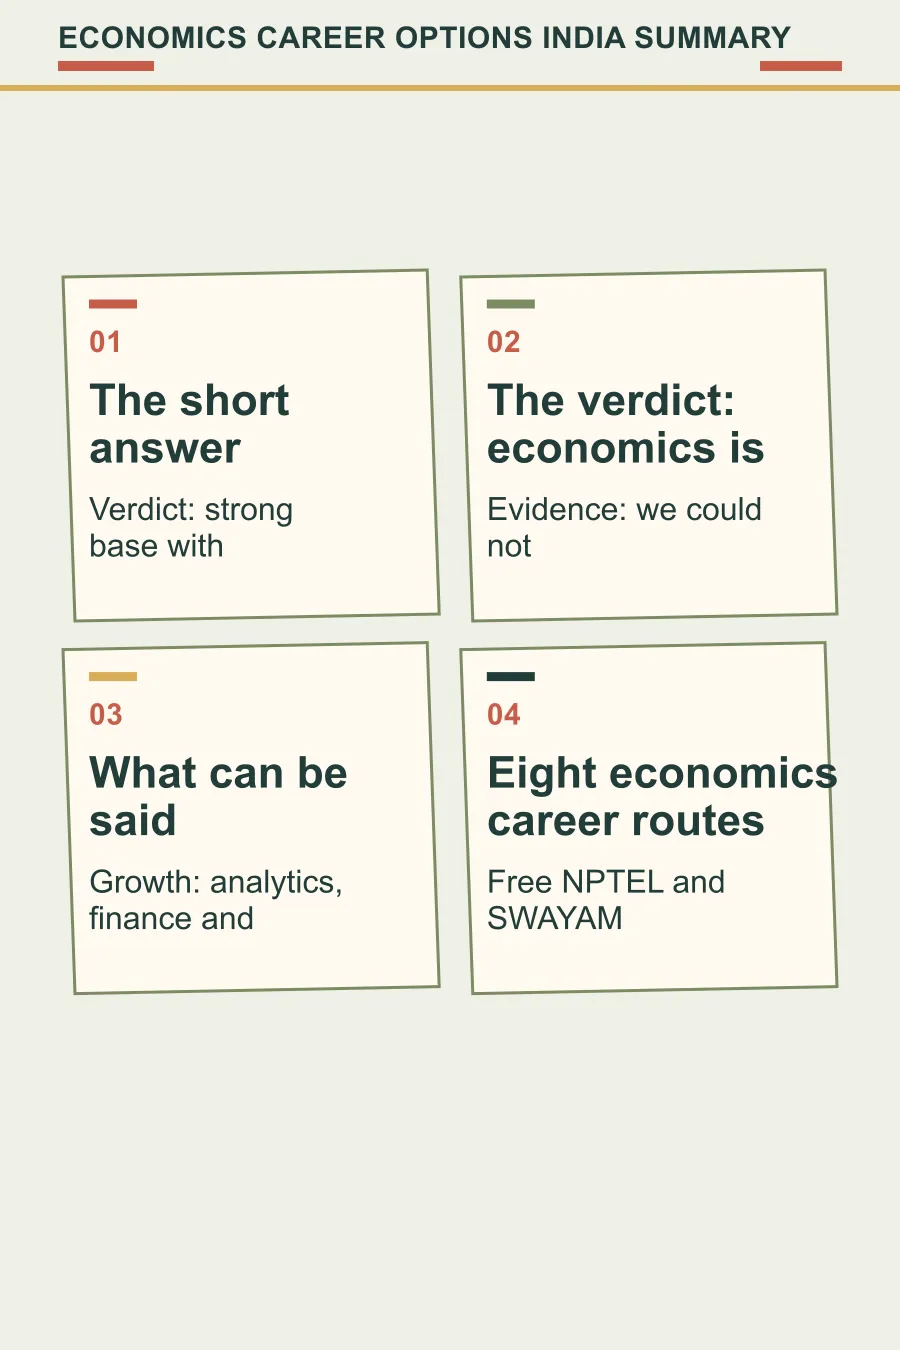 ECONOMICS CAREER OPTIONS INDIA SUMMARY
01
The short
answer
Verdict: strong
base with
02
The verdict:
economics is
Evidence: we could
not
03
What can be
said
Growth: analytics,
finance and
04
Eight economics
career routes
Free NPTEL and
SWAYAM